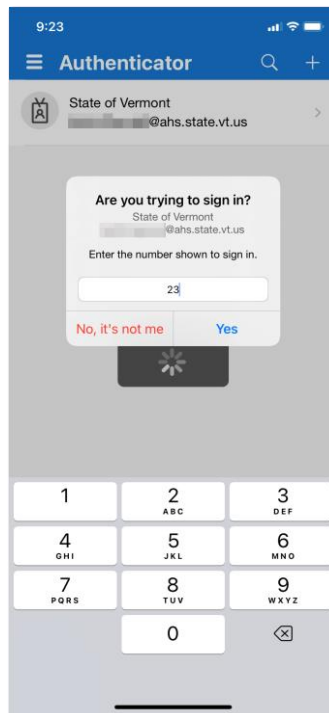 9:23
Authenticator
State of Vermont
@ahs.state.vt.us
Are you trying to sign in?
State of Vermont
@ahs.state.vt.us
Enter the number shown to sign in.
23
No, it's not me
Yes
1
2
ABC
3
DEF
4
GHI
5
JKL
6
MNO
7
PQRS
8
TUV
9
WXYZ
0